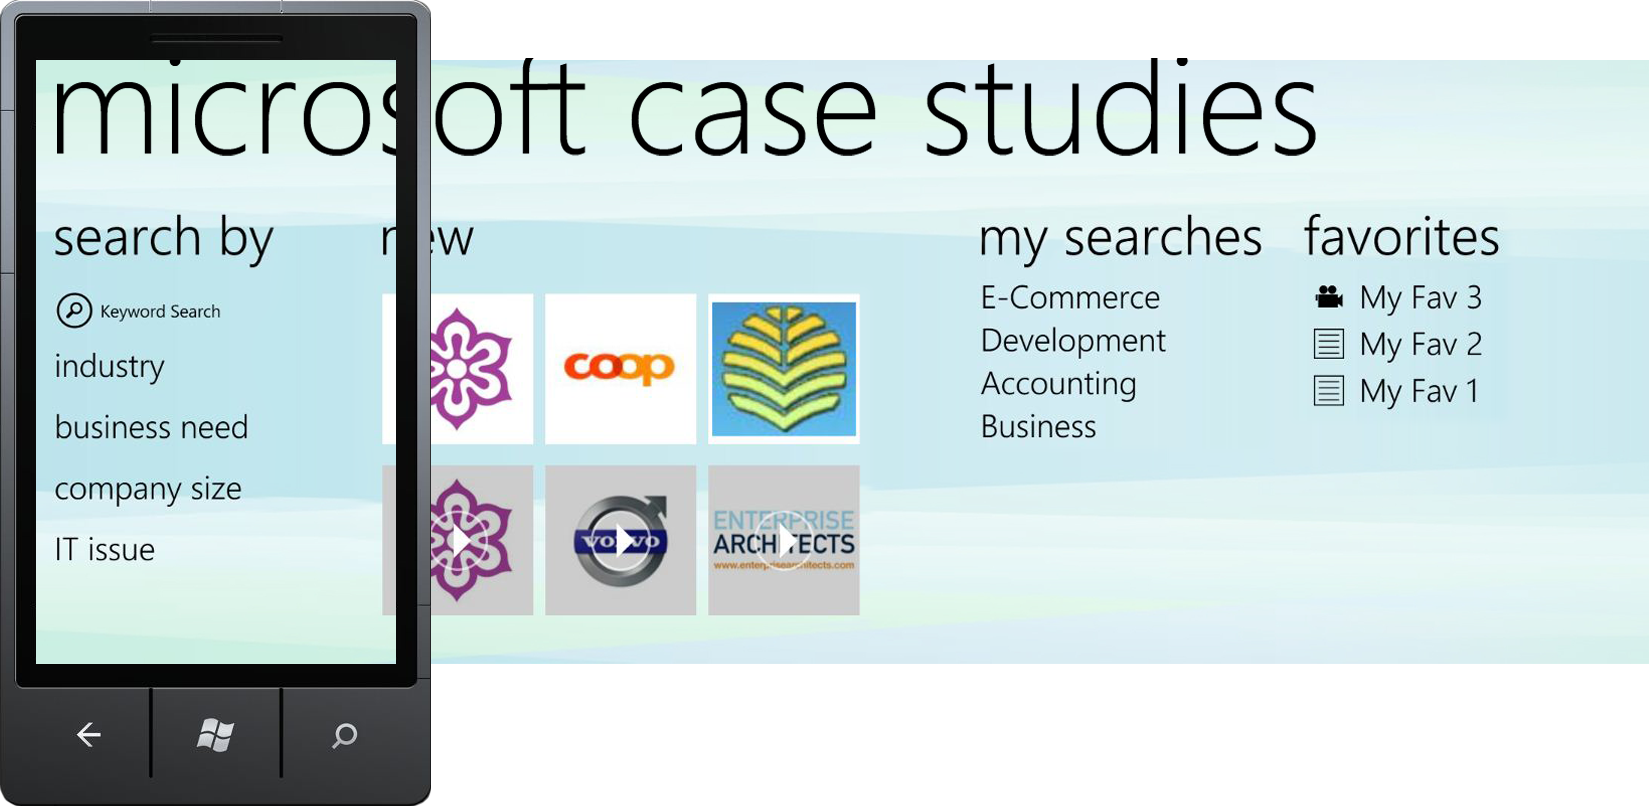 microsoft case studies
search by
Keyword Search
industry
business need
company size
IT issue
new
coop
VOLVO
ENTERPRISE
ARCHITECTS
www.enterprisearchitects.com
my searches
E-Commerce
Development
Accounting
Business
favorites
My Fav 3
My Fav 2
My Fav 1